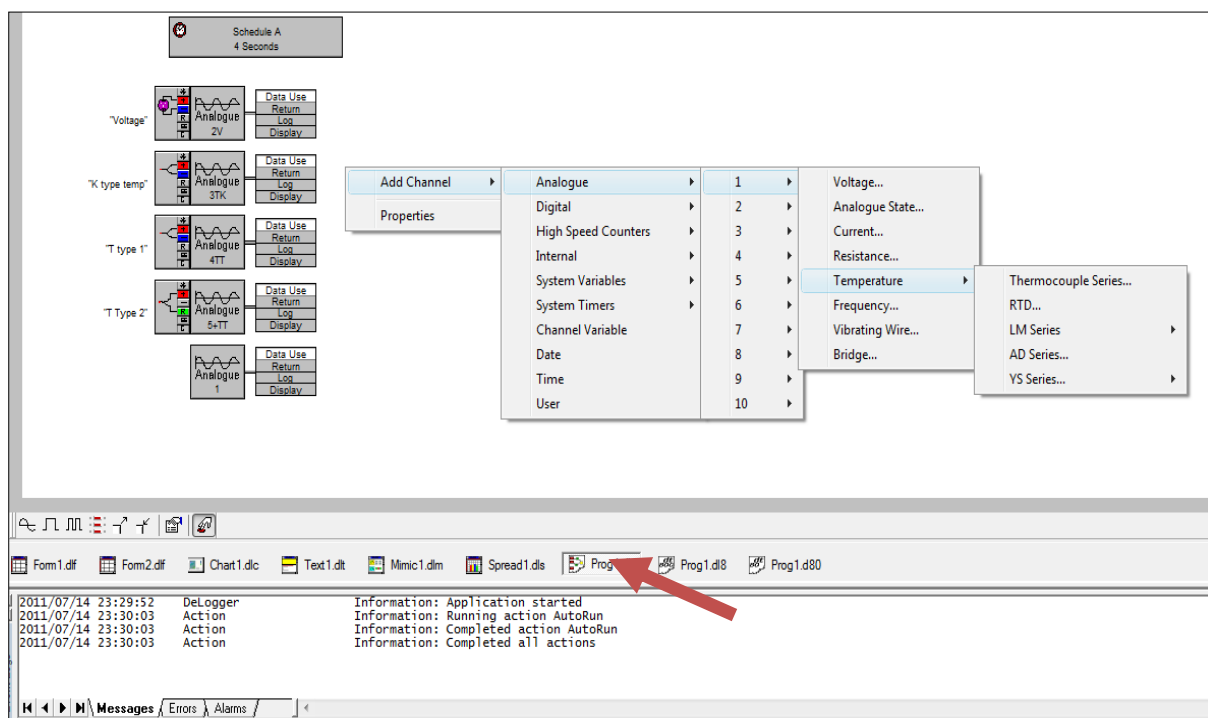 Schedule A
4 Seconds
"Voltage"
Analogue
2V
Data Use
Return
Log
Display
"K type temp"
Analogue
3TK
Data Use
Return
Log
Display
"T type 1"
Analogue
4TT
Data Use
Return
Log
Display
"T Type 2"
Analogue
5+TT
Data Use
Return
Log
Display
Analogue
1
Data Use
Return
Log
Display
Add Channel
Properties
Analogue
Digital
High Speed Counters
Internal
System Variables
System Timers
Channel Variable
Date
Time
User
1
2
3
4
5
6
7
8
9
10
Voltage...
Analogue State...
Current...
Resistance...
Temperature
Frequency...
Vibrating Wire...
Bridge...
Thermocouple Series...
RTD...
LM Series
AD Series...
YS Series...
Form1.dlf Form2.dlf Chart1.dlc Text1.dlt Mimic1.dlm Spread1.dls Prog Prog1.dl8 Prog1.d80
2011/07/14 23:29:52 DeLogger Information: Application started
2011/07/14 23:30:03 Action Information: Running action AutoRun
2011/07/14 23:30:03 Action Information: Completed action AutoRun
2011/07/14 23:30:03 Action Information: Completed all actions
Messages Errors Alarms